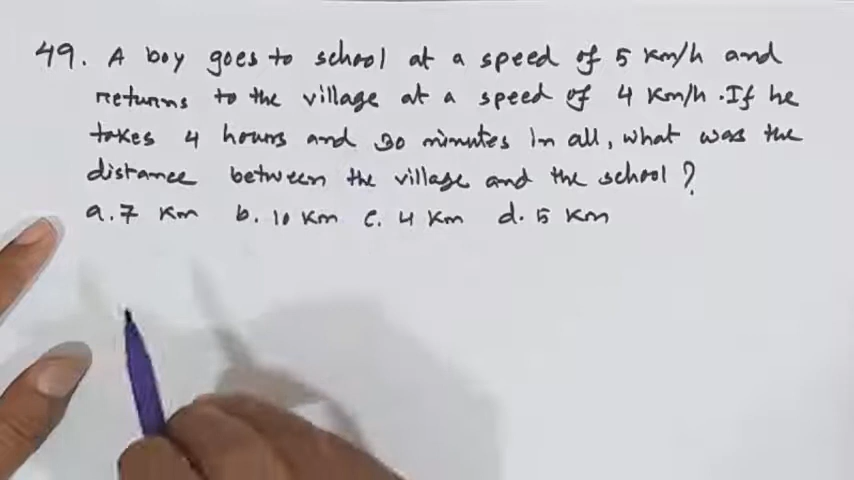 49. A boy goes to school at a speed of 5 km/h and
returns to the village at a speed of 4 km/h. If he
takes 4 hours and 30 minutes in all, what was the
distance between the village and the school?
a. 7 km b. 10 km c. 4 km d. 5 km